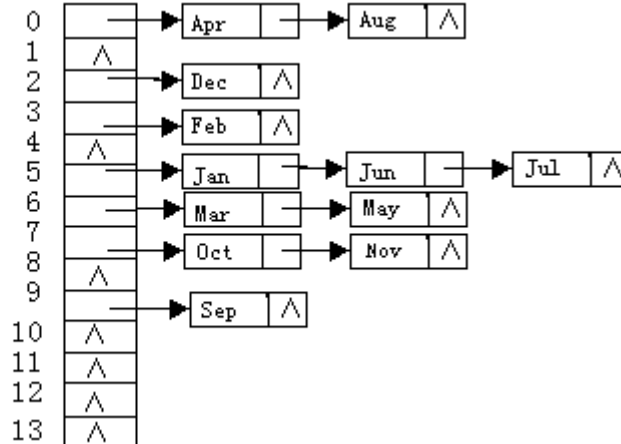 0 Apr Aug ∧
1 ∧
2 Dec ∧
3 Feb ∧
4 ∧
5 Jan Jun Jul ∧
6 Mar May ∧
7 Oct Nov ∧
8 ∧
9 Sep ∧
10 ∧
11 ∧
12 ∧
13 ∧